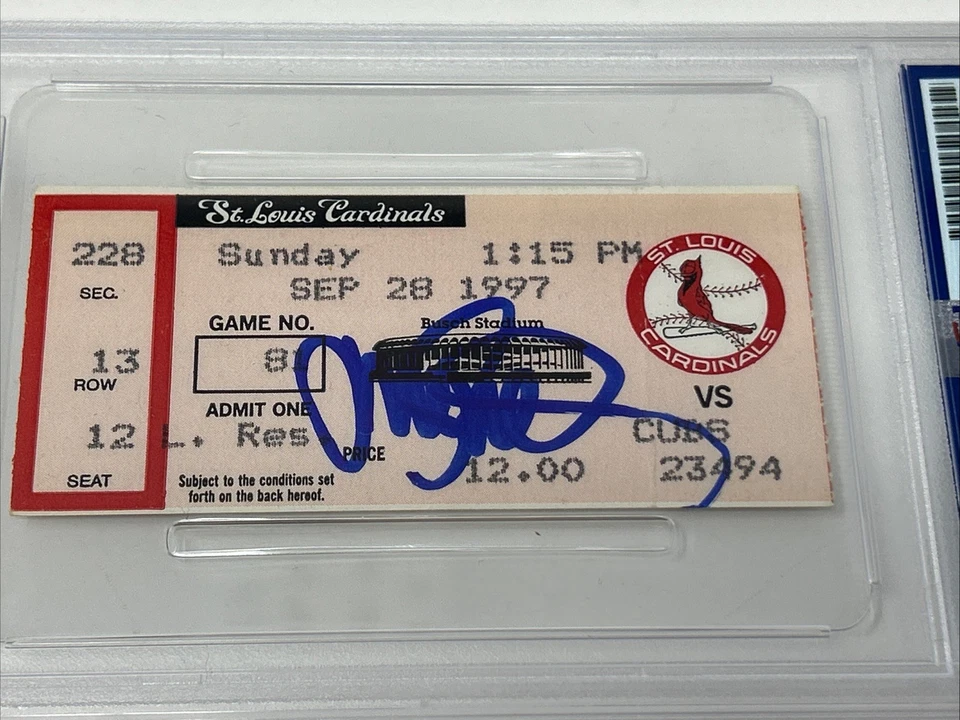 St. Louis Cardinals
228
SEC.
13
ROW
12
SEAT
Sunday 1:15 PM
SEP 28 1997
GAME NO.
81
ADMIT ONE
L. Res.
PRICE
12.00
Subject to the conditions set
forth on the back hereof.
Busch Stadium
ST. LOUIS
CARDINALS
VS
CUBS
23494